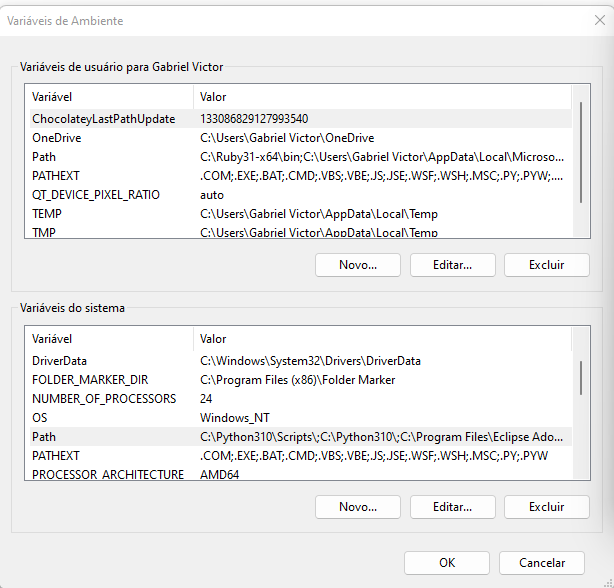 Variáveis de Ambiente
Variáveis de usuário para Gabriel Victor
Variável Valor
ChocolateyLastPathUpdate 133086829127993540
OneDrive C:\Users\Gabriel Victor\OneDrive
Path C:\Ruby31-x64\bin;C:\Users\Gabriel Victor\AppData\Local\Microso...
PATHEXT .COM;.EXE;.BAT;.CMD;.VBS;.VBE;.JS;.JSE;.WSF;.WSH;.MSC;.PY;.PYW;....
QT_DEVICE_PIXEL_RATIO auto
TEMP C:\Users\Gabriel Victor\AppData\Local\Temp
TMP C:\Users\Gabriel Victor\AppData\Local\Temp
Novo... Editar... Excluir
Variáveis do sistema
Variável Valor
DriverData C:\Windows\System32\Drivers\DriverData
FOLDER_MARKER_DIR C:\Program Files (x86)\Folder Marker
NUMBER_OF_PROCESSORS 24
OS Windows_NT
Path C:\Python310\Scripts\;C:\Python310\;C:\Program Files\Eclipse Ado...
PATHEXT .COM;.EXE;.BAT;.CMD;.VBS;.VBE;.JS;.JSE;.WSF;.WSH;.MSC;.PY;.PYW
PROCESSOR_ARCHITECTURE AMD64
Novo... Editar... Excluir
OK Cancelar